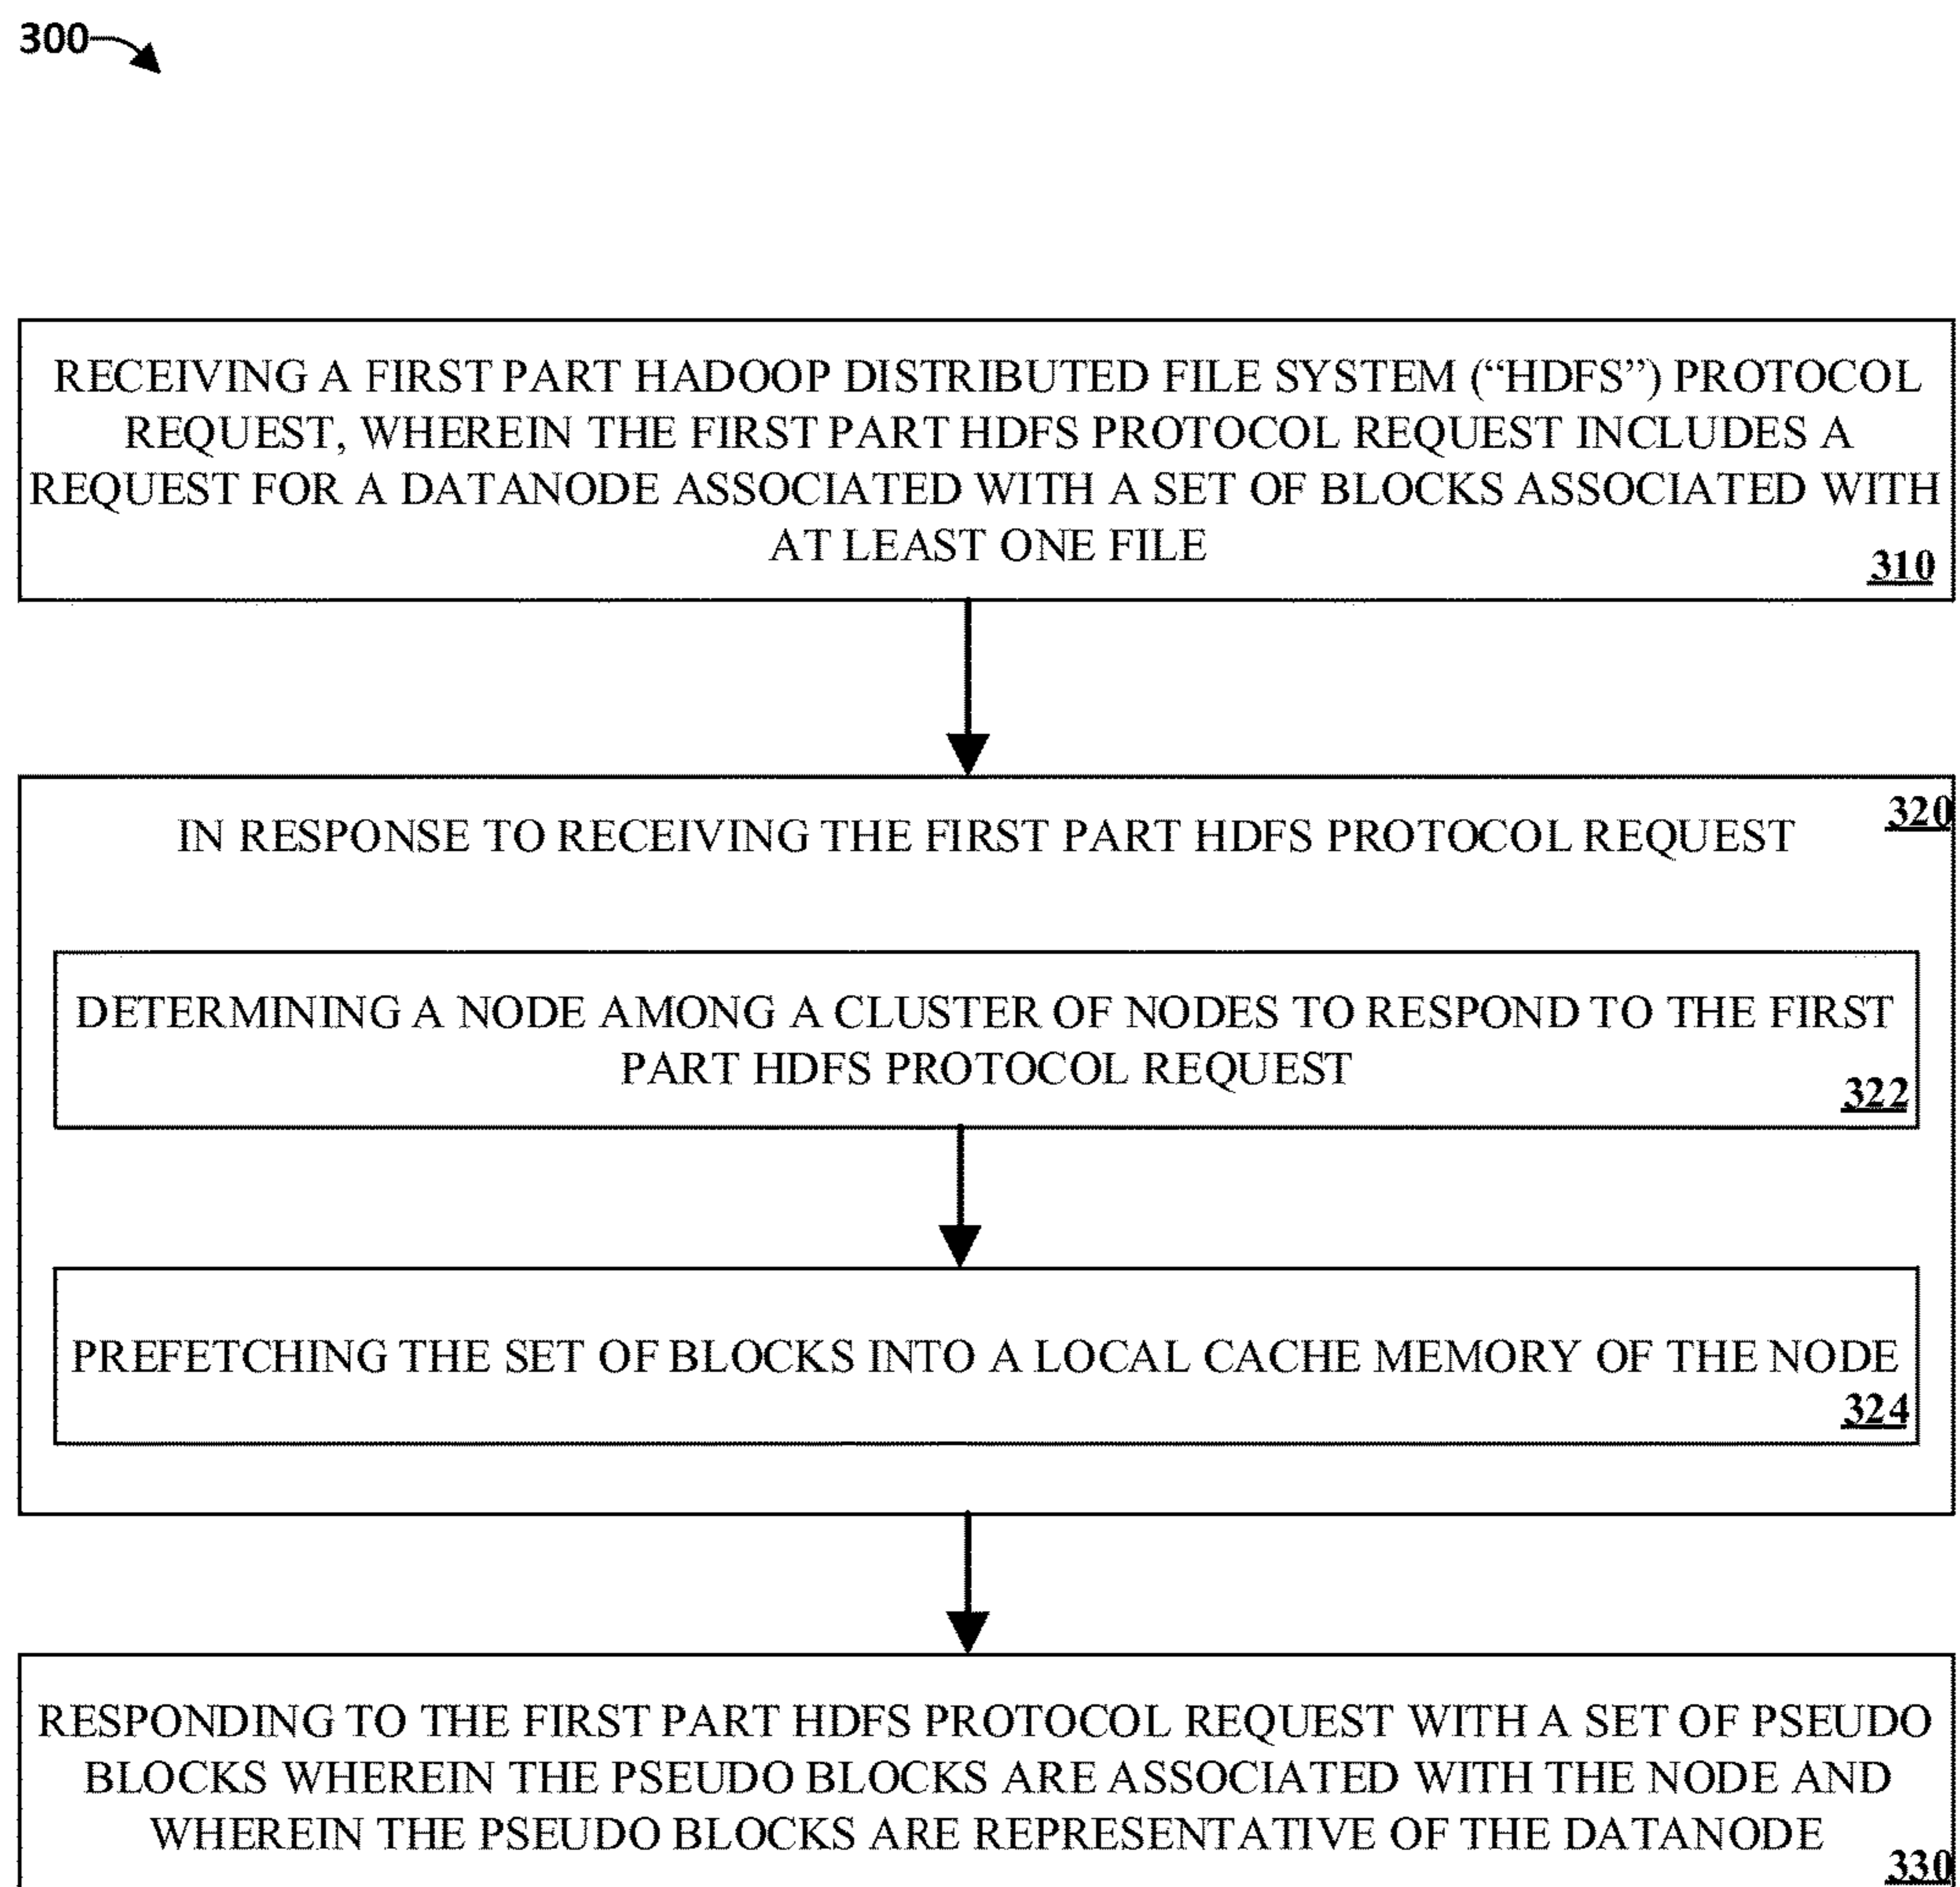 300
RECEIVING A FIRST PART HADOOP DISTRIBUTED FILE SYSTEM (“HDFS”) PROTOCOL
REQUEST, WHEREIN THE FIRST PART HDFS PROTOCOL REQUEST INCLUDES A
REQUEST FOR A DATANODE ASSOCIATED WITH A SET OF BLOCKS ASSOCIATED WITH
AT LEAST ONE FILE
310
320
IN RESPONSE TO RECEIVING THE FIRST PART HDFS PROTOCOL REQUEST
DETERMINING A NODE AMONG A CLUSTER OF NODES TO RESPOND TO THE FIRST
PART HDFS PROTOCOL REQUEST
322
PREFETCHING THE SET OF BLOCKS INTO A LOCAL CACHE MEMORY OF THE NODE
324
RESPONDING TO THE FIRST PART HDFS PROTOCOL REQUEST WITH A SET OF PSEUDO
BLOCKS WHEREIN THE PSEUDO BLOCKS ARE ASSOCIATED WITH THE NODE AND
WHEREIN THE PSEUDO BLOCKS ARE REPRESENTATIVE OF THE DATANODE
330